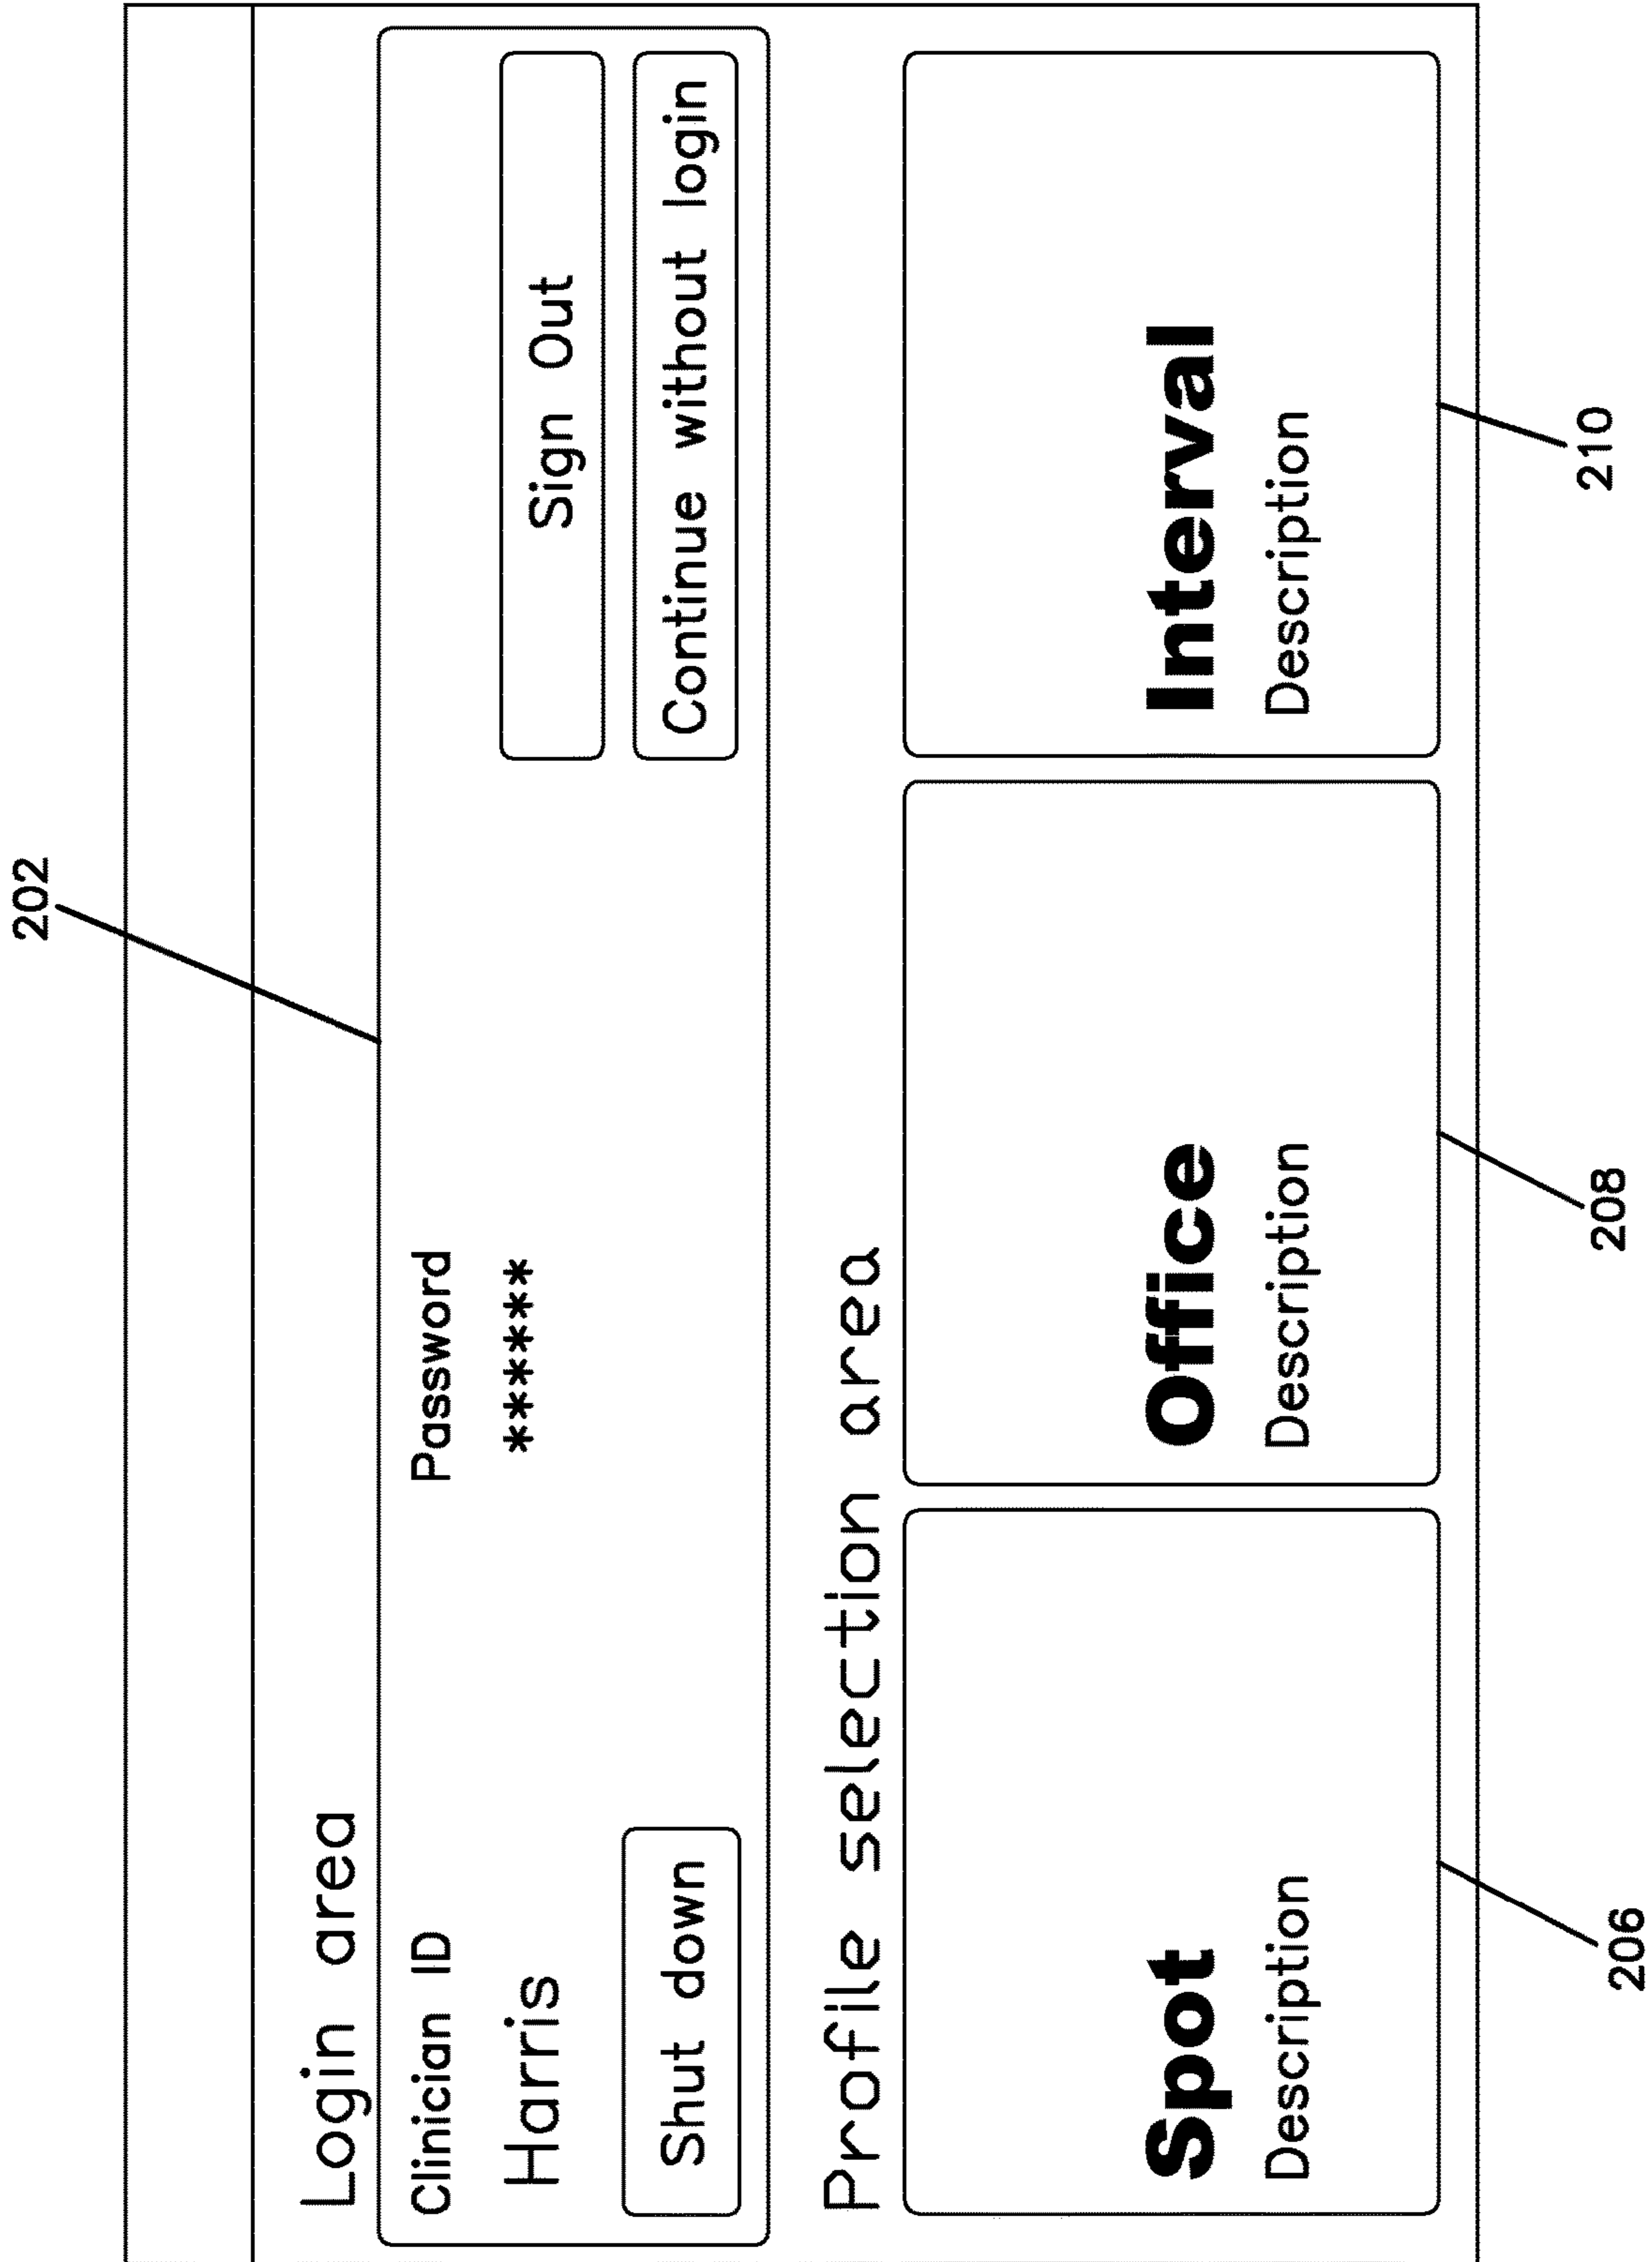 202
Login area
Clinician ID Password
Harris ******
Sign Out
Shut down Continue without login
Profile selection area
Spot Office Interval
Description Description Description
206 208 210